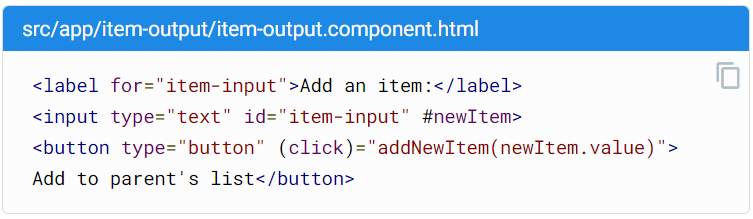 src/app/item-output/item-output.component.html
<label for="item-input">Add an item:</label>
<input type="text" id="item-input" #newItem>
<button type="button" (click)="addNewItem(newItem.value)">
Add to parent's list</button>